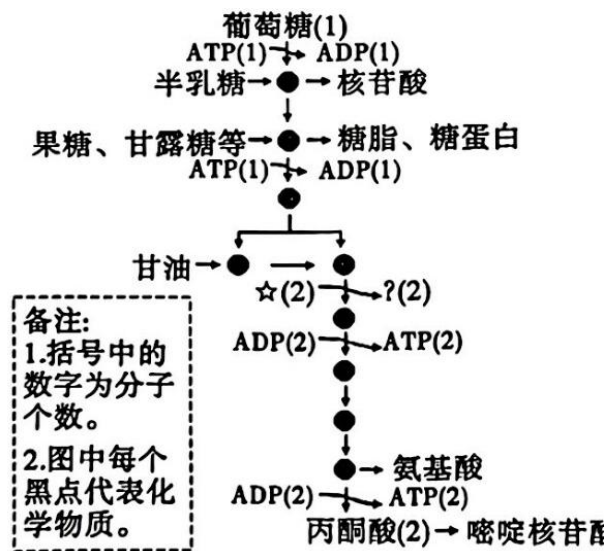 葡萄糖(1)
ATP(1) ADP(1)
半乳糖 核苷酸
果糖、甘露糖等 糖脂、糖蛋白
ATP(1) ADP(1)
甘油
☆(2) ?(2)
ADP(2) ATP(2)
氨基酸
ADP(2) ATP(2)
丙酮酸(2) 嘧啶核苷酸
备注:
1.括号中的
数字为分子
个数。
2.图中每个
黑点代表化
学物质。